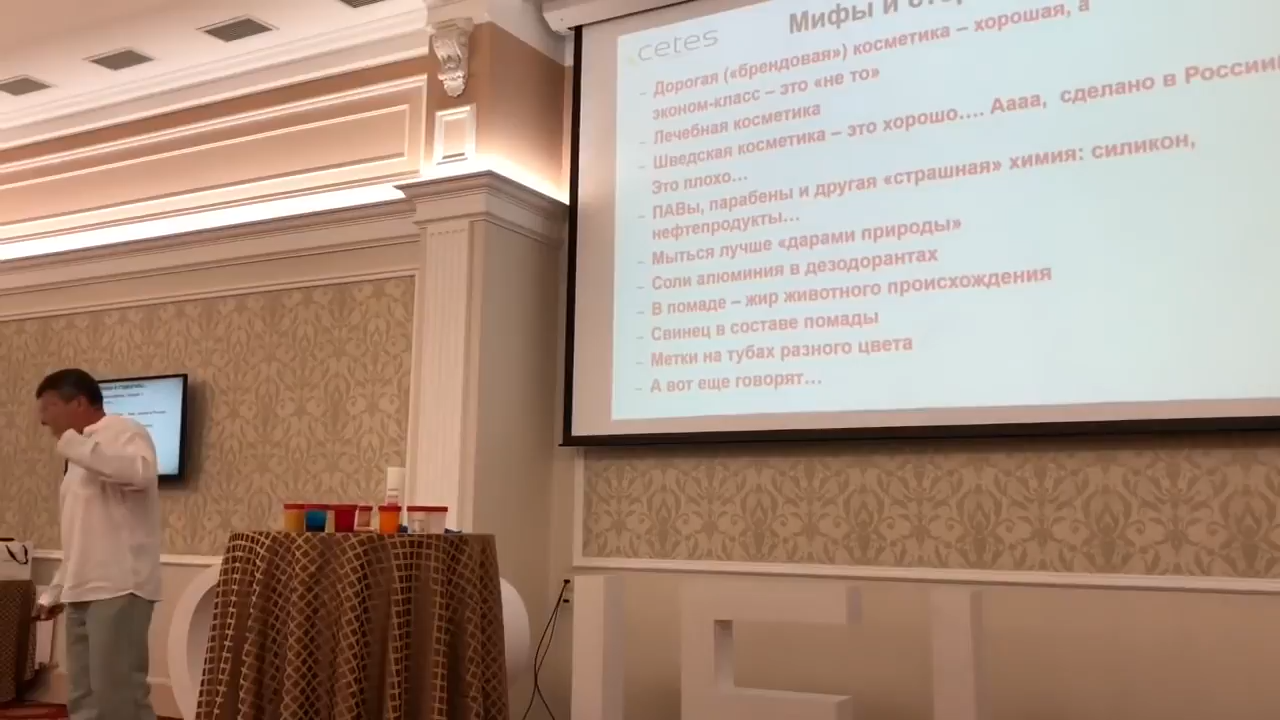 cetes
Мифы и
– Дорогая («брендовая») косметика – хорошая, а
эконом-класс – это «не то»
– Лечебная косметика
– Шведская косметика – это хорошо…. Аааа, сделано в России
Это плохо…
– ПАВы, парабены и другая «страшная» химия: силикон,
нефтепродукты…
– Мыться лучше «дарами природы»
– Соли алюминия в дезодорантах
– В помаде – жир животного происхождения
– Свинец в составе помады
– Метки на тубах разного цвета
– А вот еще говорят…